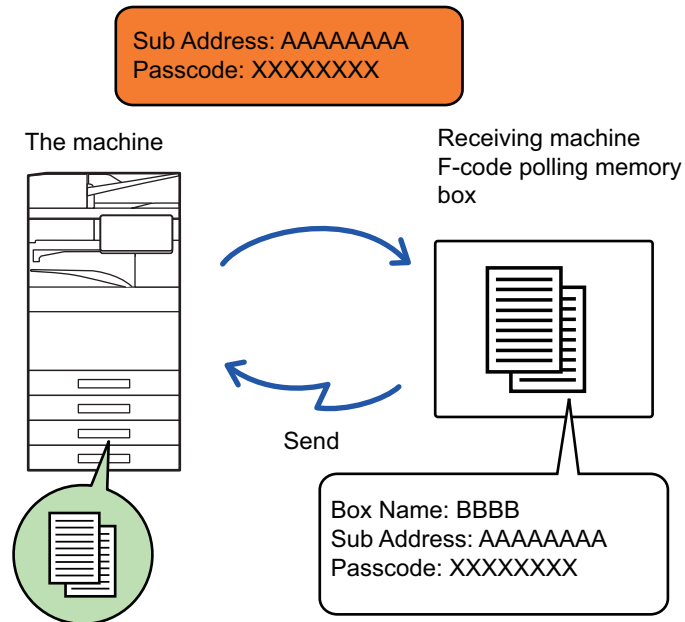 Sub Address: AAAAAAAA
Passcode: XXXXXXXX
The machine
Receiving machine
F-code polling memory
box
Send
Box Name: BBBB
Sub Address: AAAAAAAA
Passcode: XXXXXXXX